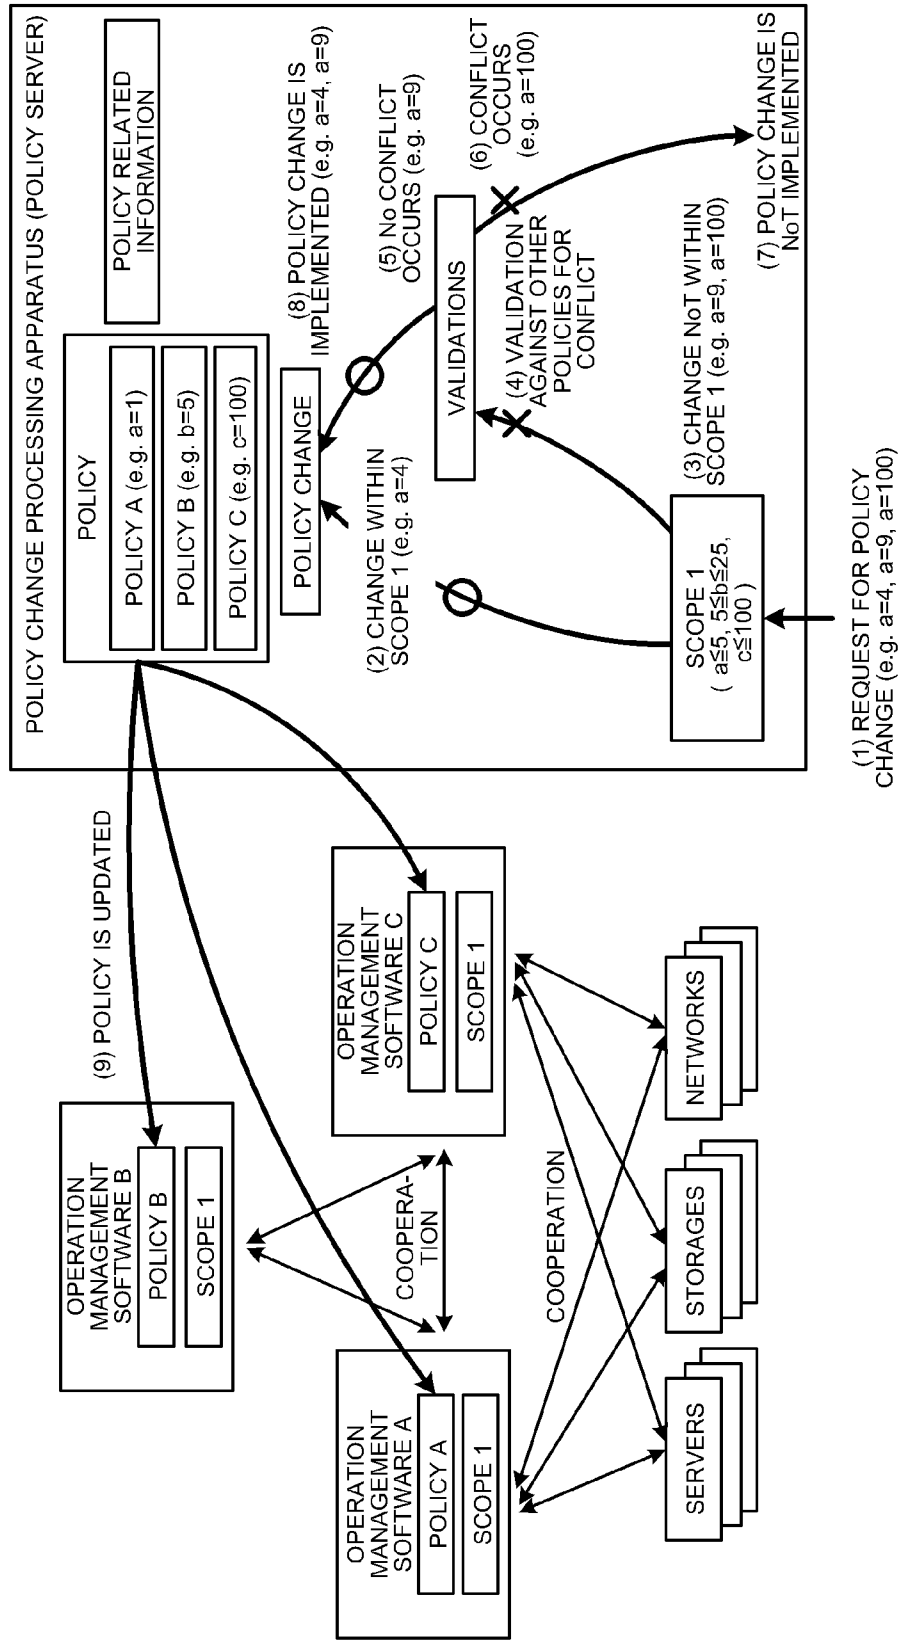 POLICY CHANGE PROCESSING APPARATUS (POLICY SERVER)
POLICY
POLICY A (e.g. a=1)
POLICY B (e.g. b=5)
POLICY C (e.g. c=100)
POLICY RELATED
INFORMATION
POLICY CHANGE
(8) POLICY CHANGE IS
IMPLEMENTED (e.g. a=4, a=9)
(2) CHANGE WITHIN
SCOPE 1 (e.g. a=4)
(5) No CONFLICT
OCCURS (e.g. a=9)
VALIDATIONS
(6) CONFLICT
OCCURS
(e.g. a=100)
(4) VALIDATION
AGAINST OTHER
POLICIES FOR
CONFLICT
SCOPE 1
( a≦5, 5≦b≦25,
c≦100 )
(3) CHANGE NoT WITHIN
SCOPE 1 (e.g. a=9, a=100)
(7) POLICY CHANGE IS
NoT IMPLEMENTED
(1) REQUEST FOR POLICY
CHANGE (e.g. a=4, a=9, a=100)
(9) POLICY IS UPDATED
OPERATION
MANAGEMENT
SOFTWARE B
POLICY B
SCOPE 1
OPERATION
MANAGEMENT
SOFTWARE A
POLICY A
SCOPE 1
COOPERA-
TION
OPERATION
MANAGEMENT
SOFTWARE C
POLICY C
SCOPE 1
COOPERATION
SERVERS
STORAGES
NETWORKS